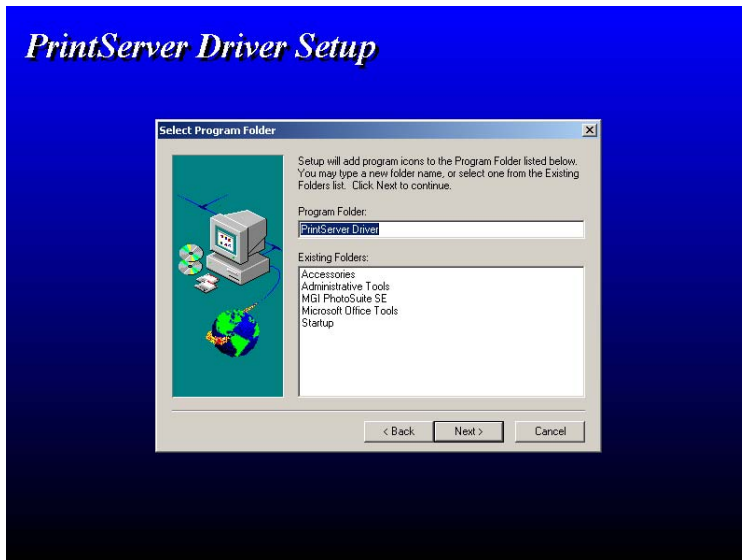 PrintServer Driver Setup
Select Program Folder
Setup will add program icons to the Program Folder listed below.
You may type a new folder name, or select one from the Existing
Folders list. Click Next to continue.
Program Folder:
PrintServer Driver
Existing Folders:
Accessories
Administrative Tools
MGI PhotoSuite SE
Microsoft Office Tools
Startup
< Back Next > Cancel